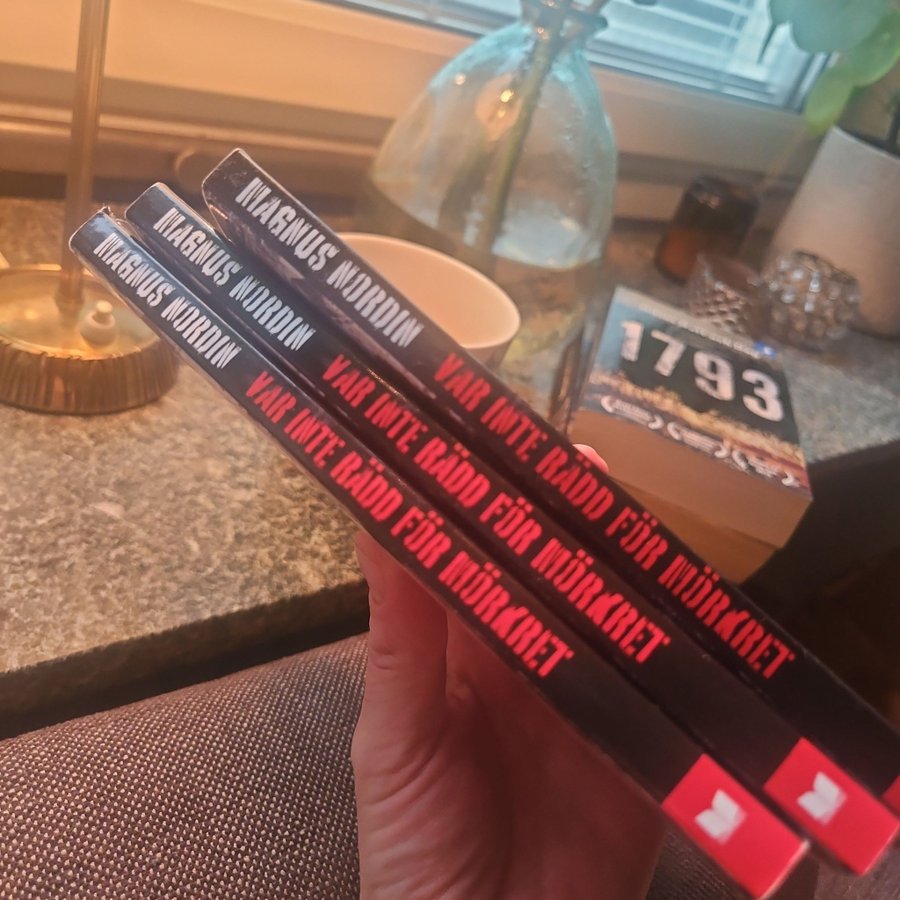 MAGNUS NORDIN VAR INTE RÄDD FÖR MÖRKRET
MAGNUS NORDIN VAR INTE RÄDD FÖR MÖRKRET
MAGNUS NORDIN VAR INTE RÄDD FÖR MÖRKRET
1793